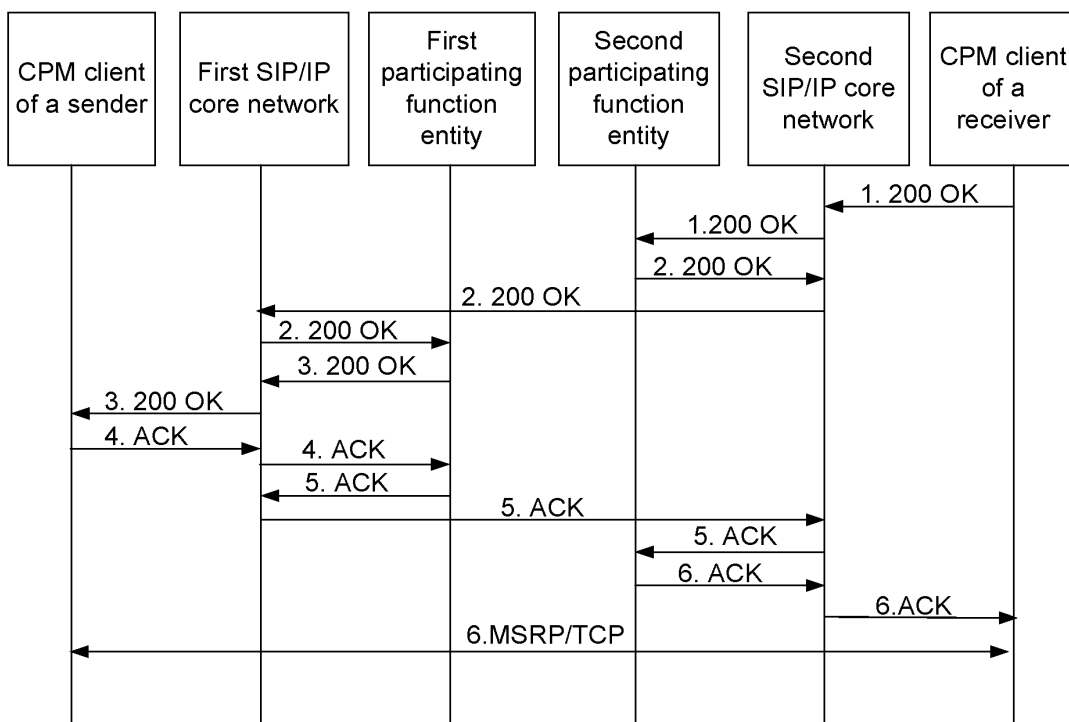 CPM client
of a sender
First SIP/IP
core network
First
participating
function
entity
Second
participating
function
entity
Second
SIP/IP core
network
CPM client
of a
receiver
1. 200 OK
1.200 OK
2. 200 OK
2. 200 OK
2. 200 OK
3. 200 OK
3. 200 OK
4. ACK
4. ACK
5. ACK
5. ACK
5. ACK
6. ACK
6.ACK
6.MSRP/TCP